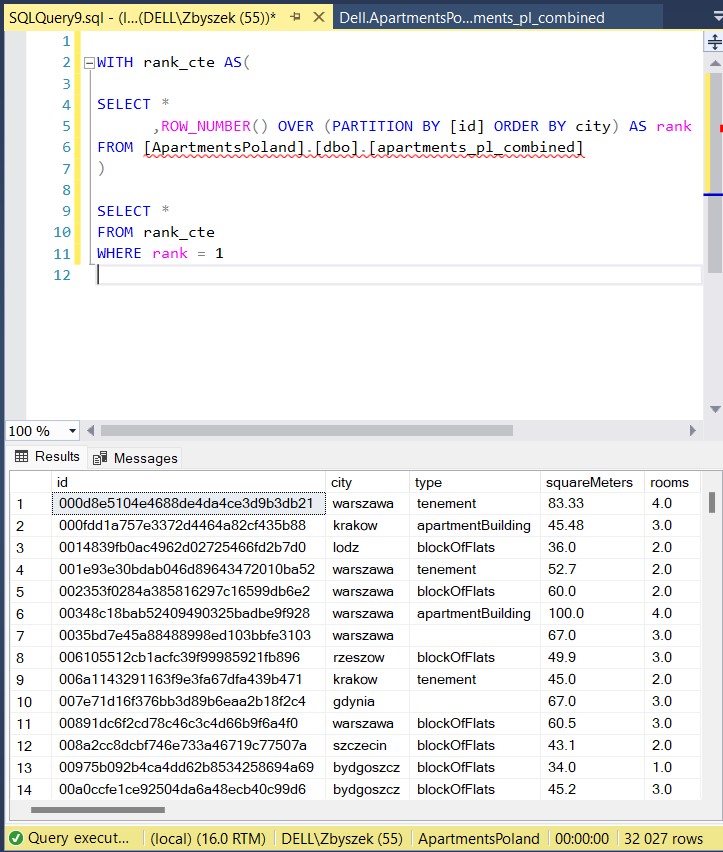 SQLQuery9.sql - (l...(DELL\Zbyszek (55))* Dell.ApartmentsPo...ments_pl_combined
1
2 WITH rank_cte AS(
3
4 SELECT *
5 ,ROW_NUMBER() OVER (PARTITION BY [id] ORDER BY city) AS rank
6 FROM [ApartmentsPoland].[dbo].[apartments_pl_combined]
7 )
8
9 SELECT *
10 FROM rank_cte
11 WHERE rank = 1
12
100 %
Results Messages
id city type squareMeters rooms
1 000d8e5104e4688de4da4ce3d9b3db21 warszawa tenement 83.33 4.0
2 000fdd1a757e3372d4464a82cf435b88 krakow apartmentBuilding 45.48 3.0
3 0014839fb0ac4962d02725466fd2b7d0 lodz blockOfFlats 36.0 2.0
4 001e93e30bdab046d89643472010ba52 warszawa tenement 52.7 2.0
5 002353f0284a385816297c16599db6e2 warszawa blockOfFlats 60.0 2.0
6 00348c18bab52409490325badbe9f928 warszawa apartmentBuilding 100.0 4.0
7 0035bd7e45a88488998ed103bbfe3103 warszawa 67.0 3.0
8 006105512cb1acfc39f99985921fb896 rzeszow blockOfFlats 49.9 3.0
9 006a1143291163f9e3fa67dfa439b471 krakow tenement 45.0 2.0
10 007e71d16f376bb3d89b6eaa2b18f2c4 gdynia 67.0 3.0
11 00891dc6f2cd78c46c3c4d66b9f6a4f0 warszawa blockOfFlats 60.5 3.0
12 008a2cc8dcbf746e733a46719c77507a szczecin blockOfFlats 43.1 2.0
13 00975b092b4ca4dd62b8534258694a69 bydgoszcz blockOfFlats 34.0 1.0
14 00a0ccfe1ce92504da6a48ecb40c99d6 bydgoszcz blockOfFlats 45.2 3.0
Query execut... (local) (16.0 RTM) DELL\Zbyszek (55) ApartmentsPoland 00:00:00 32 027 rows